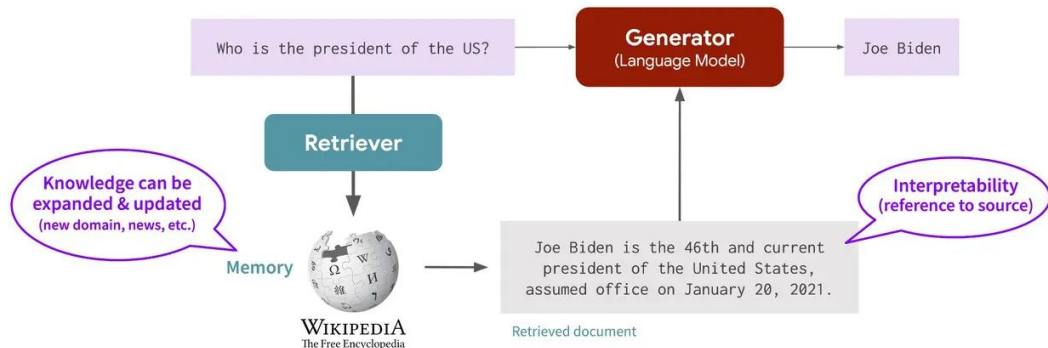 Who is the president of the US?
Generator
(Language Model)
Joe Biden
Retriever
Knowledge can be
expanded & updated
(new domain, news, etc.)
Memory
Ω
W
И
維
WIKIPEDIA
The Free Encyclopedia
Joe Biden is the 46th and current
president of the United States,
assumed office on January 20, 2021.
Retrieved document
Interpretability
(reference to source)